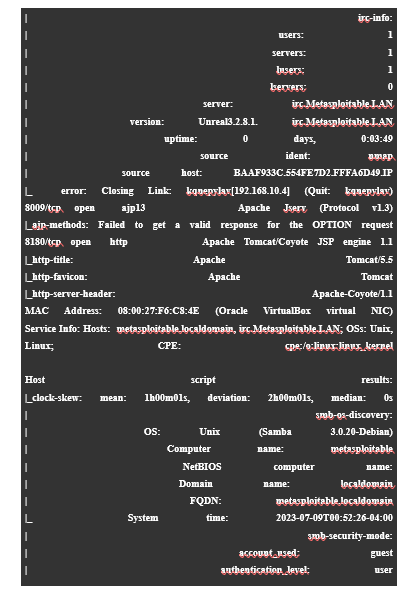 | irc-info:
| users: 1
| servers: 1
| lusers: 1
| lservers: 0
| server: irc.Metasploitable.LAN
| version: Unreal3.2.8.1. irc.Metasploitable.LAN
| uptime: 0 days, 0:03:49
| source ident: nmap
| source host: BAAF933C.554FE7D2.FFFA6D49.IP
|_ error: Closing Link: kqnepylav[192.168.10.4] (Quit: kqnepylav)
8009/tcp open ajp13 Apache Jserv (Protocol v1.3)
|_ajp-methods: Failed to get a valid response for the OPTION request
8180/tcp open http Apache Tomcat/Coyote JSP engine 1.1
|_http-title: Apache Tomcat/5.5
|_http-favicon: Apache Tomcat
|_http-server-header: Apache-Coyote/1.1
MAC Address: 08:00:27:F6:C8:4E (Oracle VirtualBox virtual NIC)
Service Info: Hosts: metasploitable.localdomain, irc.Metasploitable.LAN; OSs: Unix,
Linux; CPE: cpe:/o:linux:linux_kernel
Host script results:
|_clock-skew: mean: 1h00m01s, deviation: 2h00m01s, median: 0s
| smb-os-discovery:
| OS: Unix (Samba 3.0.20-Debian)
| Computer name: metasploitable
| NetBIOS computer name:
| Domain name: localdomain
| FQDN: metasploitable.localdomain
|_ System time: 2023-07-09T00:52:26-04:00
| smb-security-mode:
| account_used: guest
| authentication_level: user